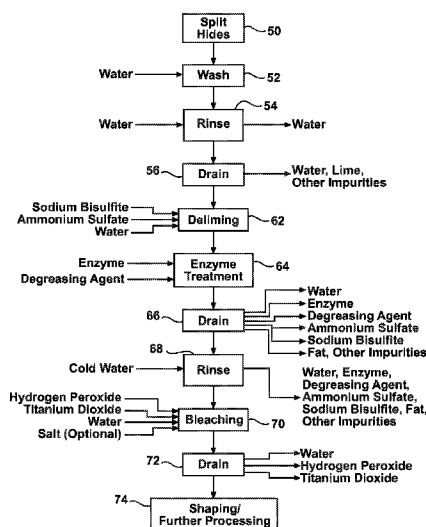 Split
Hides
50
Water
Wash
52
54
Water
Rinse
Water
56
Drain
Water, Lime,
Other Impurities
Sodium Bisulfite
Ammonium Sulfate
Water
Deliming
62
Enzyme
Degreasing Agent
Enzyme
Treatment
64
66
Drain
Water
Enzyme
Degreasing Agent
Ammonium Sulfate
Sodium Bisulfite
Fat, Other Impurities
68
Cold Water
Rinse
Water, Enzyme,
Degreasing Agent,
Ammonium Sulfate,
Sodium Bisulfite, Fat,
Other Impurities
Hydrogen Peroxide
Titanium Dioxide
Water
Salt (Optional)
Bleaching
70
72
Drain
Water
Hydrogen Peroxide
Titanium Dioxide
74
Shaping/
Further Processing